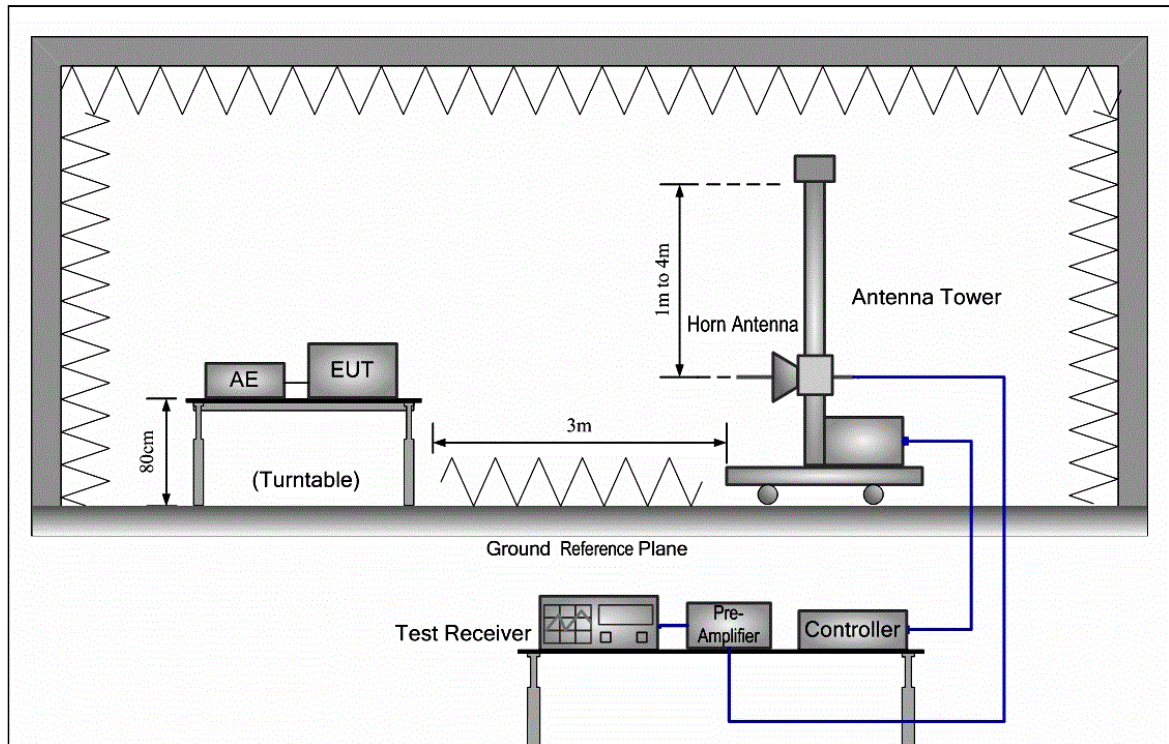 1m to 4m
Antenna Tower
Horn Antenna
AE
EUT
80cm
(Turntable)
3m
Ground Reference Plane
Test Receiver
Pre-
Amplifier
Controller